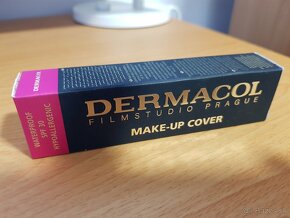 DERMACOL
DERMACOL
FILMSTUDIO PRAGUE
MAKE-UP COVER
WATERPROOF
SPF 30
HYPOALLERGENIC